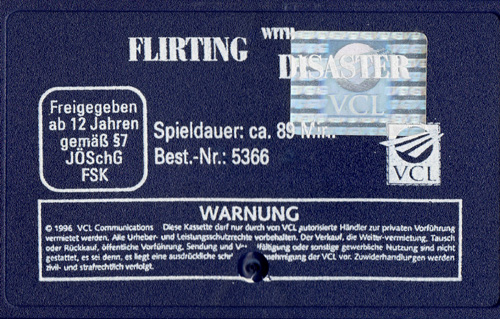 FLIRTING WITH DISASTER
VCL
Freigegeben
ab 12 Jahren
gemäß §7
JÖSchG
FSK
Spieldauer: ca. 89 Min.
Best.-Nr.: 5366
VCL
WARNUNG
© 1996 VCL Communications Diese Kassette darf nur durch von VCL autorisierte Händler zur privaten Vorführung
vermietet werden. Alle Urheber- und Leistungsschutzrechte vorbehalten. Der Verkauf, die Weiter-vermietung, Tausch
oder Rückkauf, öffentliche Vorführung, Sendung und oder sonstige gewerbliche Nutzung sind nicht
gestattet, es sei denn, es liegt eine ausdrückliche der VCL vor. Zuwiderhandlungen werden
zivil- und strafrechtlich verfolgt.